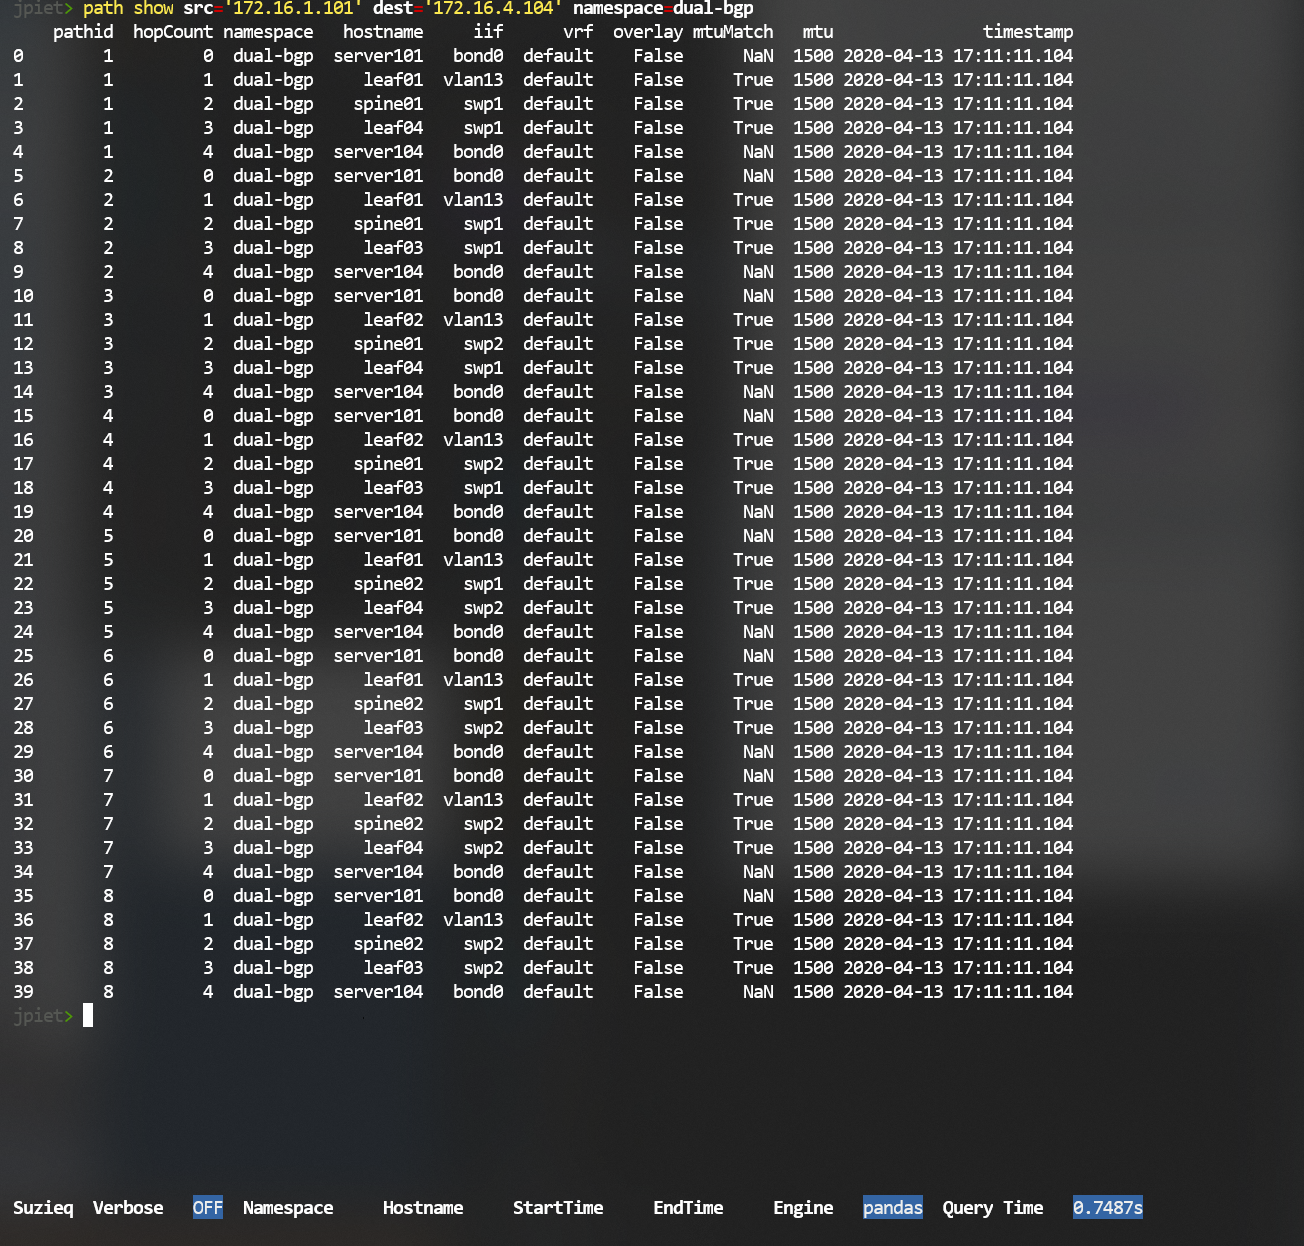 jpiet> path show src='172.16.1.101' dest='172.16.4.104' namespace=dual-bgp
pathid hopCount namespace hostname iif vrf overlay mtuMatch mtu timestamp
0 1 0 dual-bgp server101 bond0 default False NaN 1500 2020-04-13 17:11:11.104
1 1 1 dual-bgp leaf01 vlan13 default False True 1500 2020-04-13 17:11:11.104
2 1 2 dual-bgp spine01 swp1 default False True 1500 2020-04-13 17:11:11.104
3 1 3 dual-bgp leaf04 swp1 default False True 1500 2020-04-13 17:11:11.104
4 1 4 dual-bgp server104 bond0 default False NaN 1500 2020-04-13 17:11:11.104
5 2 0 dual-bgp server101 bond0 default False NaN 1500 2020-04-13 17:11:11.104
6 2 1 dual-bgp leaf01 vlan13 default False True 1500 2020-04-13 17:11:11.104
7 2 2 dual-bgp spine01 swp1 default False True 1500 2020-04-13 17:11:11.104
8 2 3 dual-bgp leaf03 swp1 default False True 1500 2020-04-13 17:11:11.104
9 2 4 dual-bgp server104 bond0 default False NaN 1500 2020-04-13 17:11:11.104
10 3 0 dual-bgp server101 bond0 default False NaN 1500 2020-04-13 17:11:11.104
11 3 1 dual-bgp leaf02 vlan13 default False True 1500 2020-04-13 17:11:11.104
12 3 2 dual-bgp spine01 swp2 default False True 1500 2020-04-13 17:11:11.104
13 3 3 dual-bgp leaf04 swp1 default False True 1500 2020-04-13 17:11:11.104
14 3 4 dual-bgp server104 bond0 default False NaN 1500 2020-04-13 17:11:11.104
15 4 0 dual-bgp server101 bond0 default False NaN 1500 2020-04-13 17:11:11.104
16 4 1 dual-bgp leaf02 vlan13 default False True 1500 2020-04-13 17:11:11.104
17 4 2 dual-bgp spine01 swp2 default False True 1500 2020-04-13 17:11:11.104
18 4 3 dual-bgp leaf03 swp1 default False True 1500 2020-04-13 17:11:11.104
19 4 4 dual-bgp server104 bond0 default False NaN 1500 2020-04-13 17:11:11.104
20 5 0 dual-bgp server101 bond0 default False NaN 1500 2020-04-13 17:11:11.104
21 5 1 dual-bgp leaf01 vlan13 default False True 1500 2020-04-13 17:11:11.104
22 5 2 dual-bgp spine02 swp1 default False True 1500 2020-04-13 17:11:11.104
23 5 3 dual-bgp leaf04 swp2 default False True 1500 2020-04-13 17:11:11.104
24 5 4 dual-bgp server104 bond0 default False NaN 1500 2020-04-13 17:11:11.104
25 6 0 dual-bgp server101 bond0 default False NaN 1500 2020-04-13 17:11:11.104
26 6 1 dual-bgp leaf01 vlan13 default False True 1500 2020-04-13 17:11:11.104
27 6 2 dual-bgp spine02 swp1 default False True 1500 2020-04-13 17:11:11.104
28 6 3 dual-bgp leaf03 swp2 default False True 1500 2020-04-13 17:11:11.104
29 6 4 dual-bgp server104 bond0 default False NaN 1500 2020-04-13 17:11:11.104
30 7 0 dual-bgp server101 bond0 default False NaN 1500 2020-04-13 17:11:11.104
31 7 1 dual-bgp leaf02 vlan13 default False True 1500 2020-04-13 17:11:11.104
32 7 2 dual-bgp spine02 swp2 default False True 1500 2020-04-13 17:11:11.104
33 7 3 dual-bgp leaf04 swp2 default False True 1500 2020-04-13 17:11:11.104
34 7 4 dual-bgp server104 bond0 default False NaN 1500 2020-04-13 17:11:11.104
35 8 0 dual-bgp server101 bond0 default False NaN 1500 2020-04-13 17:11:11.104
36 8 1 dual-bgp leaf02 vlan13 default False True 1500 2020-04-13 17:11:11.104
37 8 2 dual-bgp spine02 swp2 default False True 1500 2020-04-13 17:11:11.104
38 8 3 dual-bgp leaf03 swp2 default False True 1500 2020-04-13 17:11:11.104
39 8 4 dual-bgp server104 bond0 default False NaN 1500 2020-04-13 17:11:11.104
jpiet>
Suzieq Verbose OFF Namespace Hostname StartTime EndTime Engine pandas Query Time 0.7487s